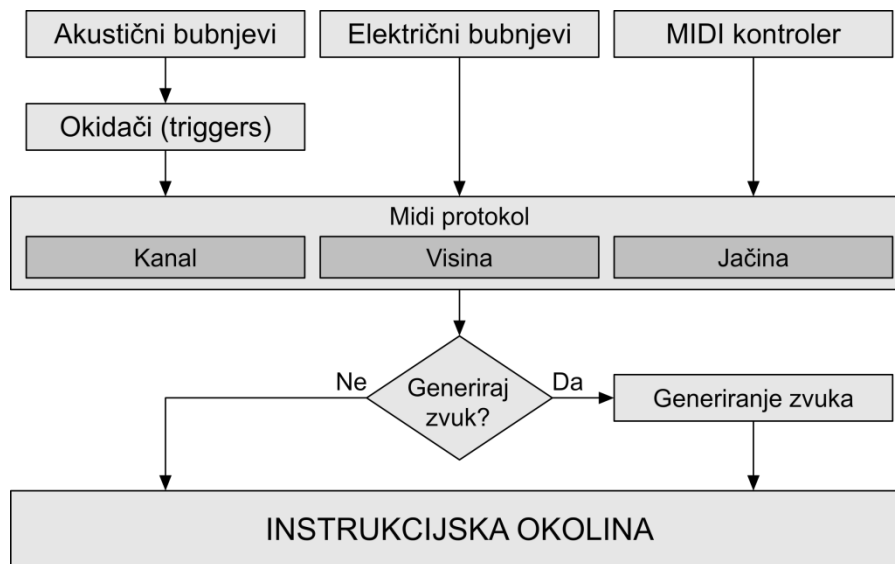 Akustični bubnjevi
Električni bubnjevi
MIDI kontroler
Okidači (triggers)
Midi protokol
Kanal
Visina
Jačina
Ne
Generiraj
zvuk?
Da
Generiranje zvuka
INSTRUKCIJSKA OKOLINA